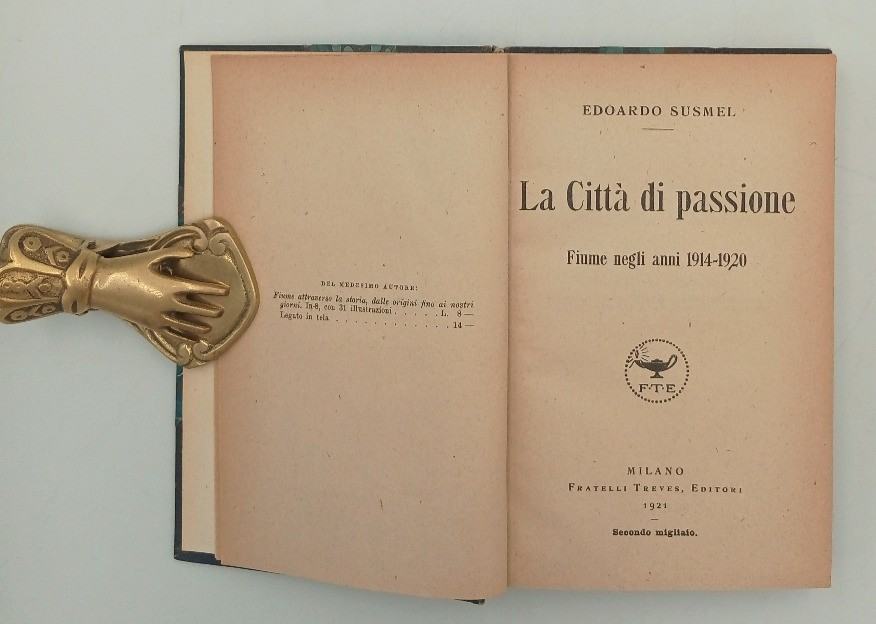 DEL MEDESIMO AUTORE:
Fiume attraverso la storia, dalle origini fino ai nostri
giorni. In-8, con 31 illustrazioni . . . . . L. 8 —
Legato in tela . . . . . . . . . . . . . 14 —
EDOARDO SUSMEL
La Città di passione
Fiume negli anni 1914-1920
F·T·E
MILANO
FRATELLI TREVES, EDITORI
1921
Secondo migliaio.